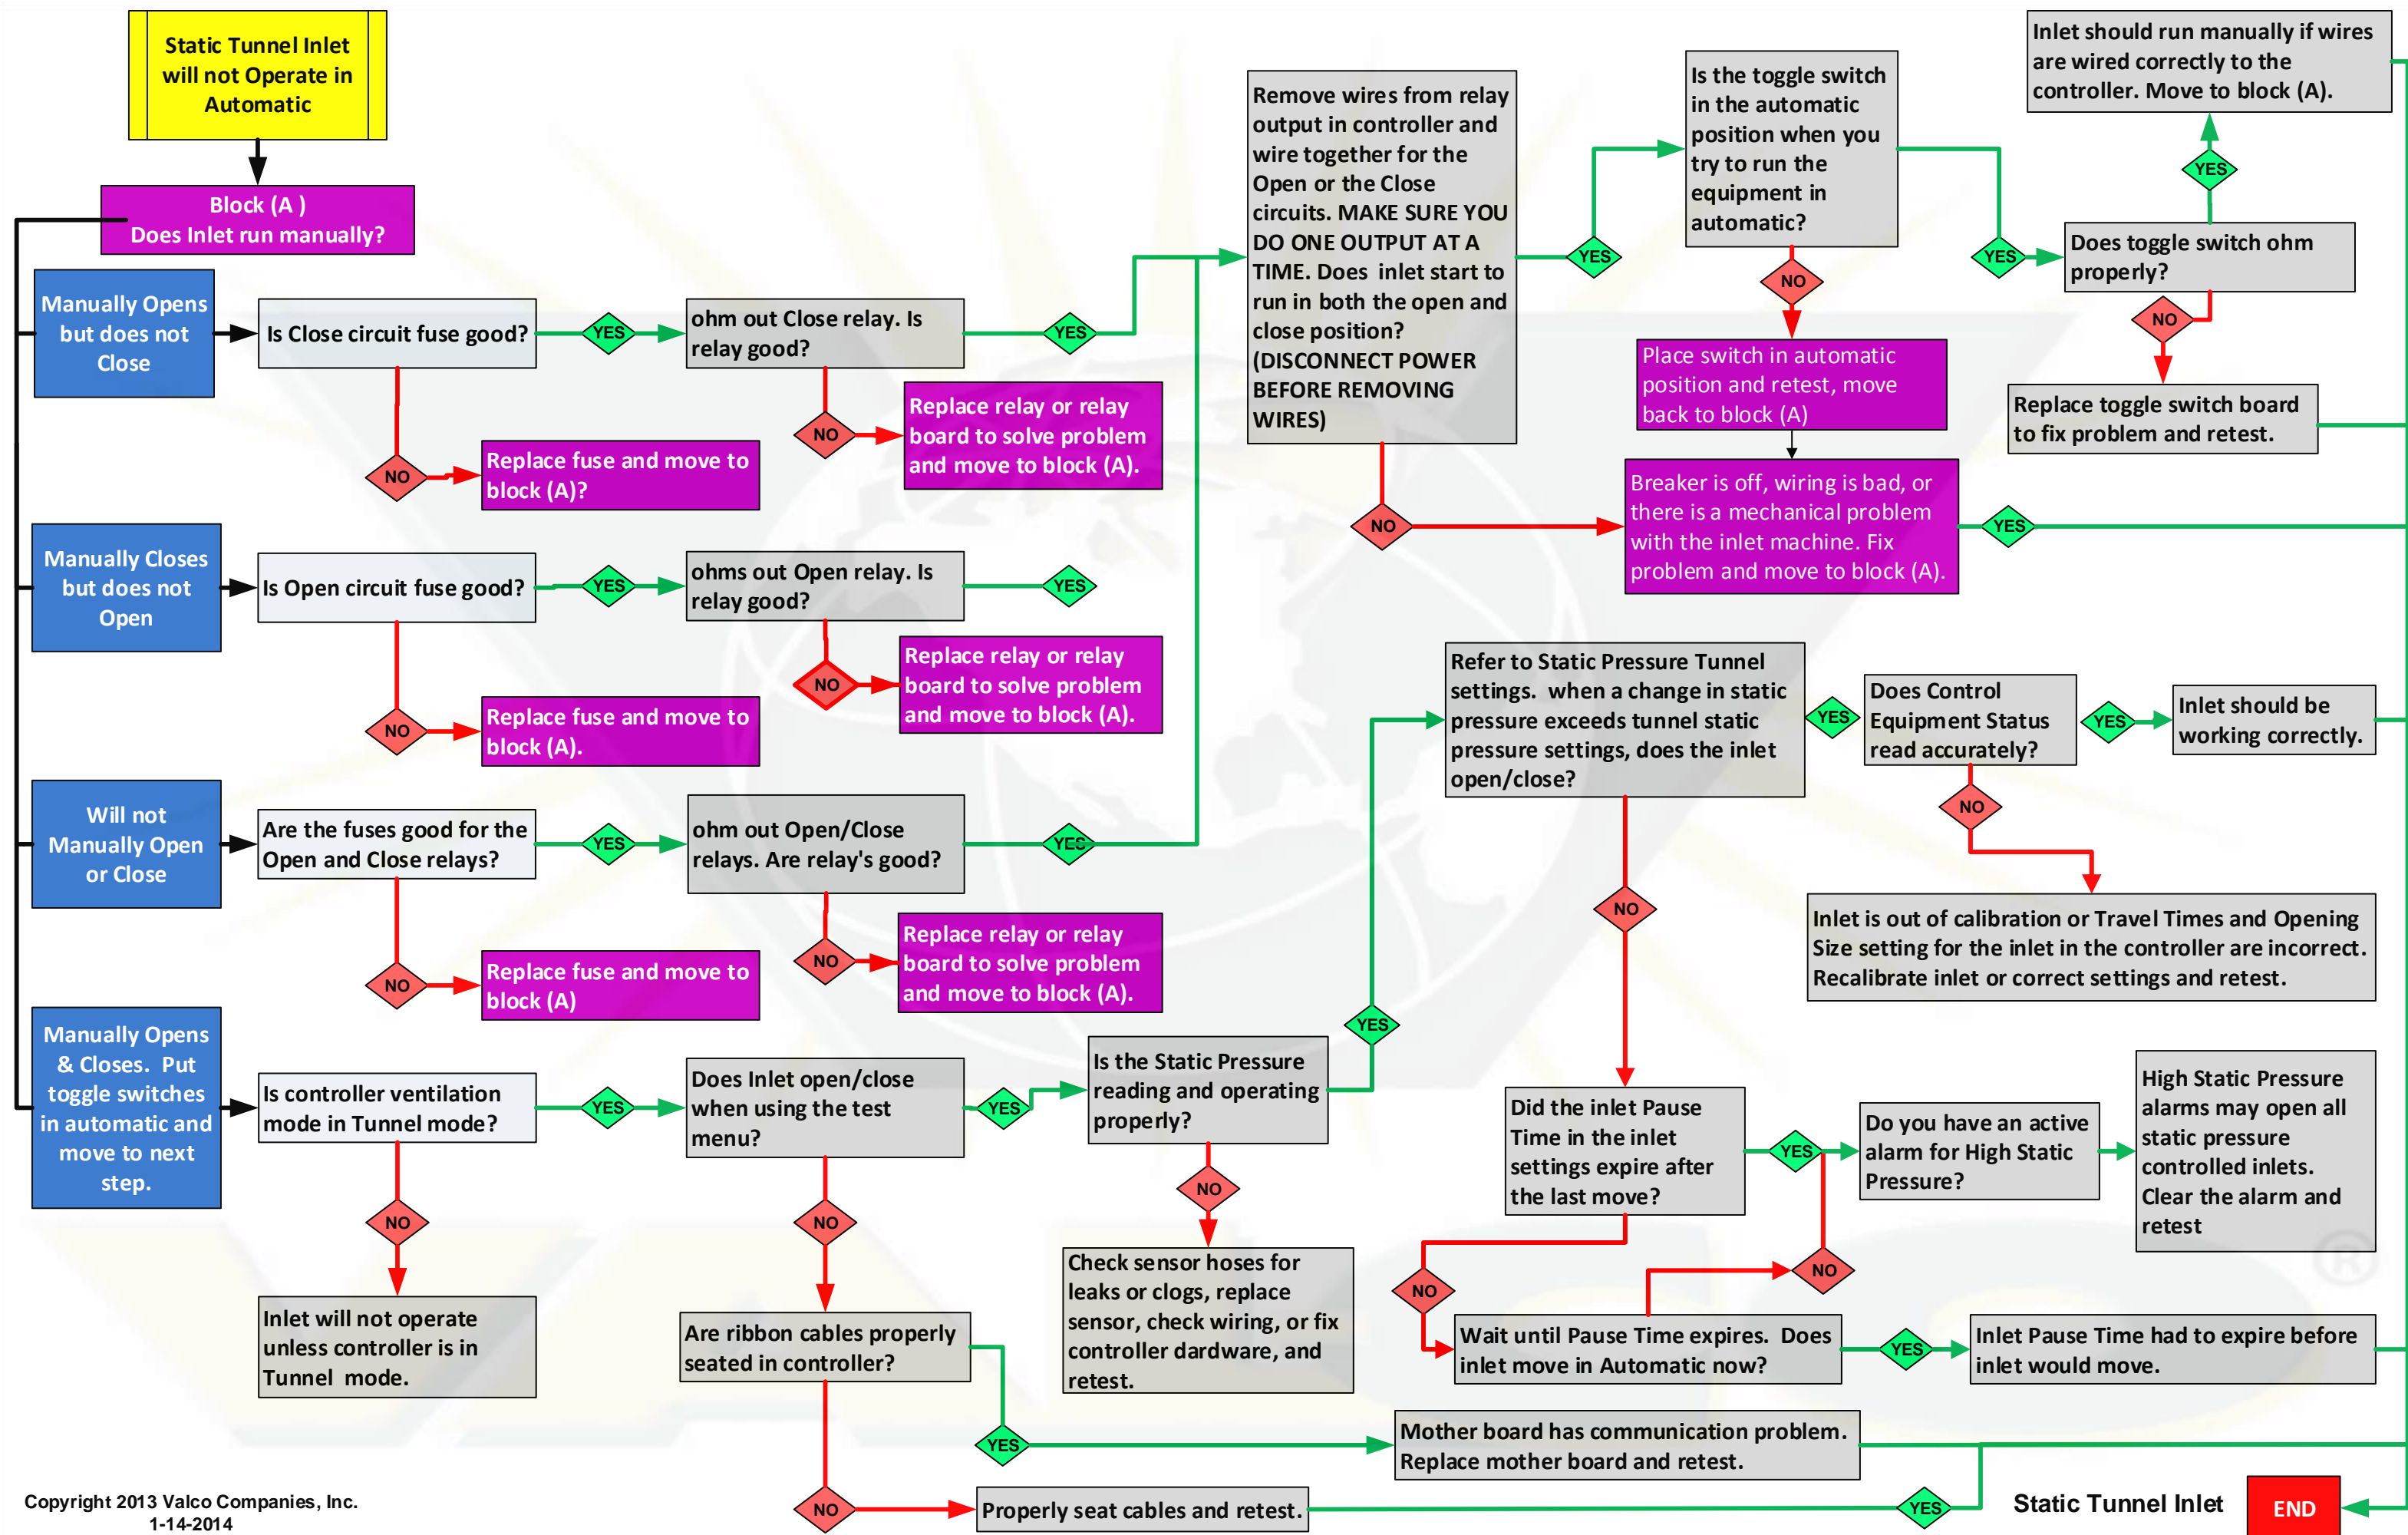 Static Tunnel Inlet
will not Operate in
Automatic
Block (A )
Does Inlet run manually?
Manually Opens
but does not
Close
Is Close circuit fuse good?
YES
ohm out Close relay. Is
relay good?
YES
NO
Replace fuse and move to
block (A)?
NO
Replace relay or relay
board to solve problem
and move to block (A).
Manually Closes
but does not
Open
Is Open circuit fuse good?
YES
ohms out Open relay. Is
relay good?
YES
NO
Replace fuse and move to
block (A).
NO
Replace relay or relay
board to solve problem
and move to block (A).
Will not
Manually Open
or Close
Are the fuses good for the
Open and Close relays?
YES
ohm out Open/Close
relays. Are relay's good?
YES
NO
Replace fuse and move to
block (A)
NO
Replace relay or relay
board to solve problem
and move to block (A).
Manually Opens
& Closes. Put
toggle switches
in automatic and
move to next
step.
Is controller ventilation
mode in Tunnel mode?
YES
Does Inlet open/close
when using the test
menu?
YES
Is the Static Pressure
reading and operating
properly?
YES
NO
Inlet will not operate
unless controller is in
Tunnel mode.
NO
Are ribbon cables properly
seated in controller?
YES
NO
Properly seat cables and retest.
YES
NO
Check sensor hoses for
leaks or clogs, replace
sensor, check wiring, or fix
controller dardware, and
retest.
Mother board has communication problem.
Replace mother board and retest.
Remove wires from relay
output in controller and
wire together for the
Open or the Close
circuits. MAKE SURE YOU
DO ONE OUTPUT AT A
TIME. Does inlet start to
run in both the open and
close position?
(DISCONNECT POWER
BEFORE REMOVING
WIRES)
YES
NO
Is the toggle switch
in the automatic
position when you
try to run the
equipment in
automatic?
YES
NO
Place switch in automatic
position and retest, move
back to block (A)
Breaker is off, wiring is bad, or
there is a mechanical problem
with the inlet machine. Fix
problem and move to block (A).
YES
Inlet should run manually if wires
are wired correctly to the
controller. Move to block (A).
YES
Does toggle switch ohm
properly?
NO
Replace toggle switch board
to fix problem and retest.
Refer to Static Pressure Tunnel
settings. when a change in static
pressure exceeds tunnel static
pressure settings, does the inlet
open/close?
YES
Does Control
Equipment Status
read accurately?
YES
Inlet should be
working correctly.
NO
Inlet is out of calibration or Travel Times and Opening
Size setting for the inlet in the controller are incorrect.
Recalibrate inlet or correct settings and retest.
NO
Did the inlet Pause
Time in the inlet
settings expire after
the last move?
YES
Do you have an active
alarm for High Static
Pressure?
High Static Pressure
alarms may open all
static pressure
controlled inlets.
Clear the alarm and
retest
NO
NO
Wait until Pause Time expires. Does
inlet move in Automatic now?
YES
Inlet Pause Time had to expire before
inlet would move.
VALCO
®
Copyright 2013 Valco Companies, Inc.
1-14-2014
Static Tunnel Inlet
END